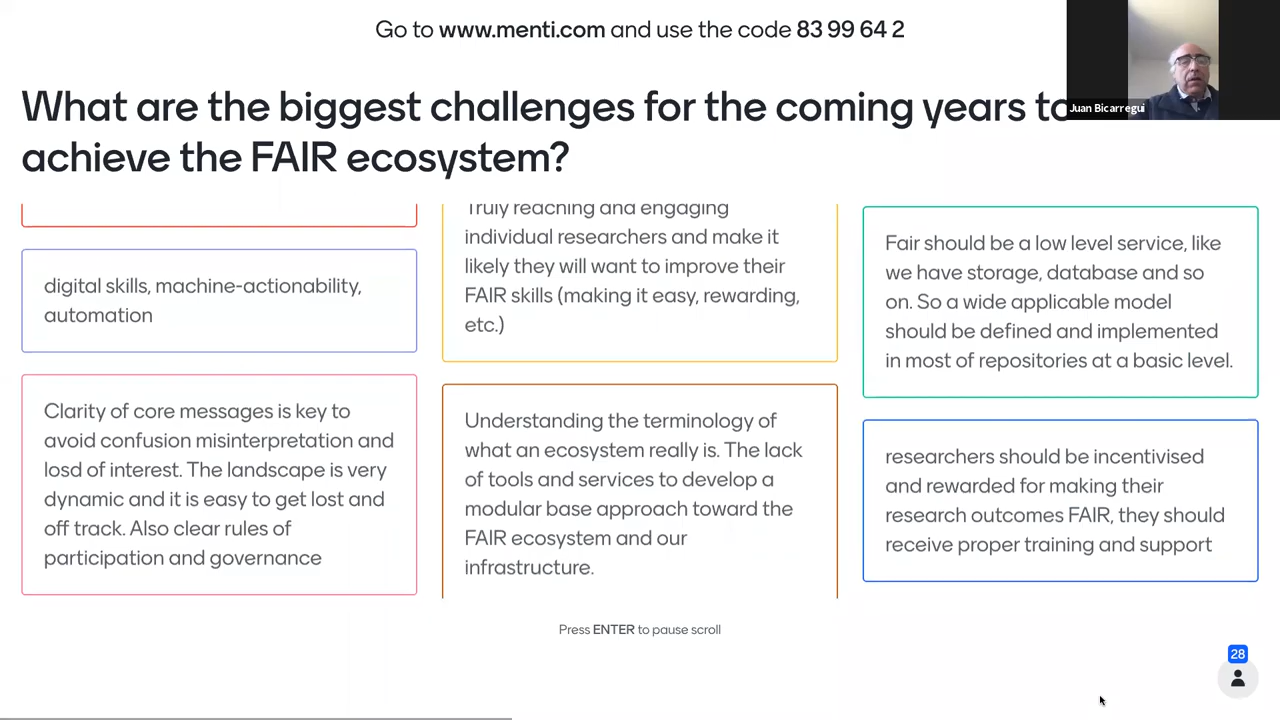 Go to www.menti.com and use the code 83 99 64 2
Juan Bicarregui
What are the biggest challenges for the coming years to
achieve the FAIR ecosystem?
digital skills, machine-actionability,
automation
Clarity of core messages is key to
avoid confusion misinterpretation and
losd of interest. The landscape is very
dynamic and it is easy to get lost and
off track. Also clear rules of
participation and governance
Truly reaching and engaging
individual researchers and make it
likely they will want to improve their
FAIR skills (making it easy, rewarding,
etc.)
Understanding the terminology of
what an ecosystem really is. The lack
of tools and services to develop a
modular base approach toward the
FAIR ecosystem and our
infrastructure.
Fair should be a low level service, like
we have storage, database and so
on. So a wide applicable model
should be defined and implemented
in most of repositories at a basic level.
researchers should be incentivised
and rewarded for making their
research outcomes FAIR, they should
receive proper training and support
Press ENTER to pause scroll
28